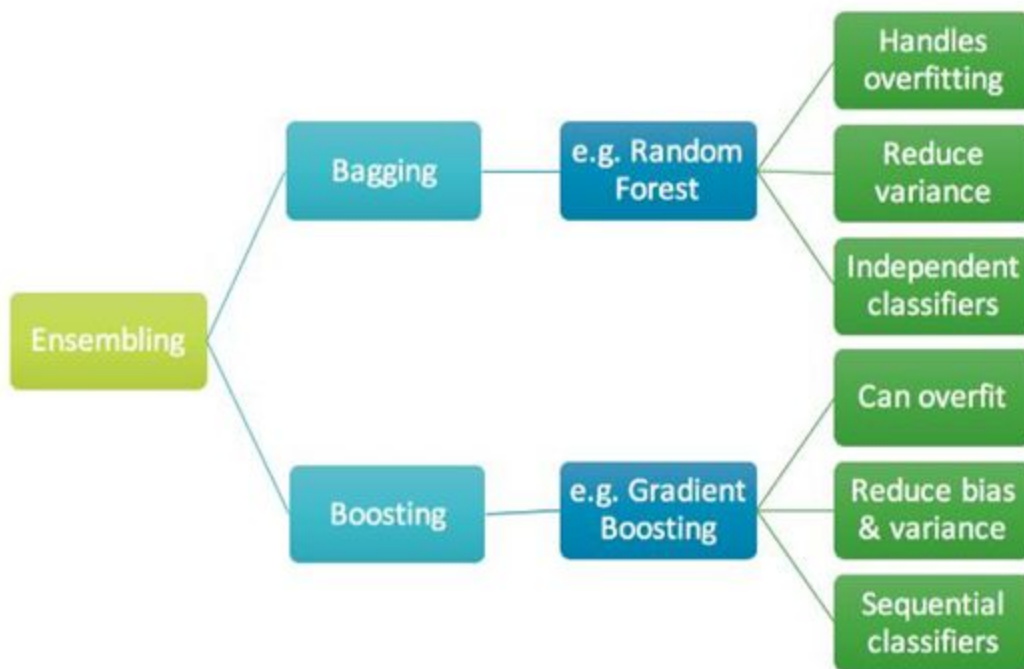 Ensembling
Bagging
e.g. Random
Forest
Handles
overfitting
Reduce
variance
Independent
classifiers
Boosting
e.g. Gradient
Boosting
Can overfit
Reduce bias
& variance
Sequential
classifiers